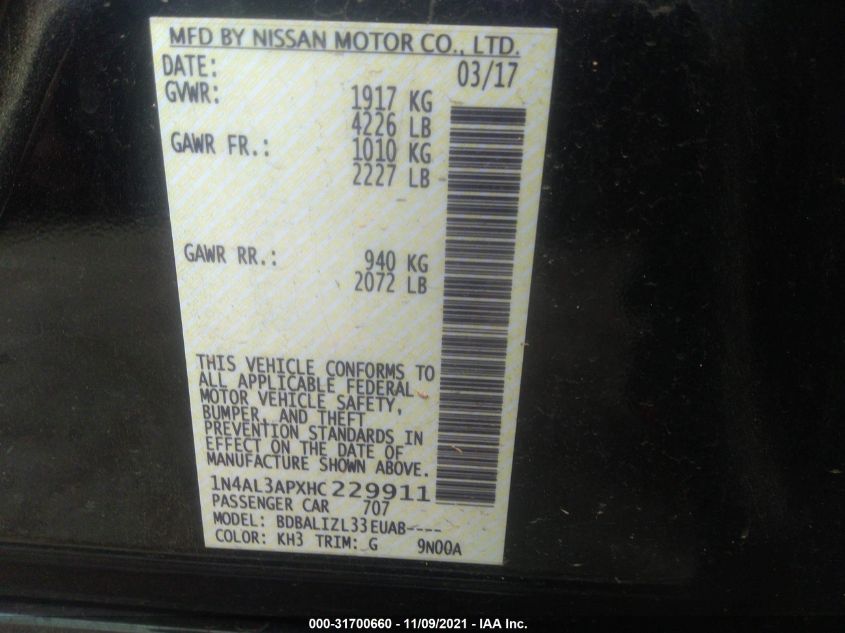 MFD BY NISSAN MOTOR CO., LTD.
DATE: 03/17
GVWR: 1917 KG
4226 LB
GAWR FR.: 1010 KG
2227 LB
GAWR RR.: 940 KG
2072 LB
THIS VEHICLE CONFORMS TO
ALL APPLICABLE FEDERAL
MOTOR VEHICLE SAFETY,
BUMPER, AND THEFT
PREVENTION STANDARDS IN
EFFECT ON THE DATE OF
MANUFACTURE SHOWN ABOVE.
1N4AL3APXHC229911
PASSENGER CAR 707
MODEL: BDBALIZL33EUAB----
COLOR: KH3 TRIM: G 9N00A
000-31700660 - 11/09/2021 - IAA Inc.